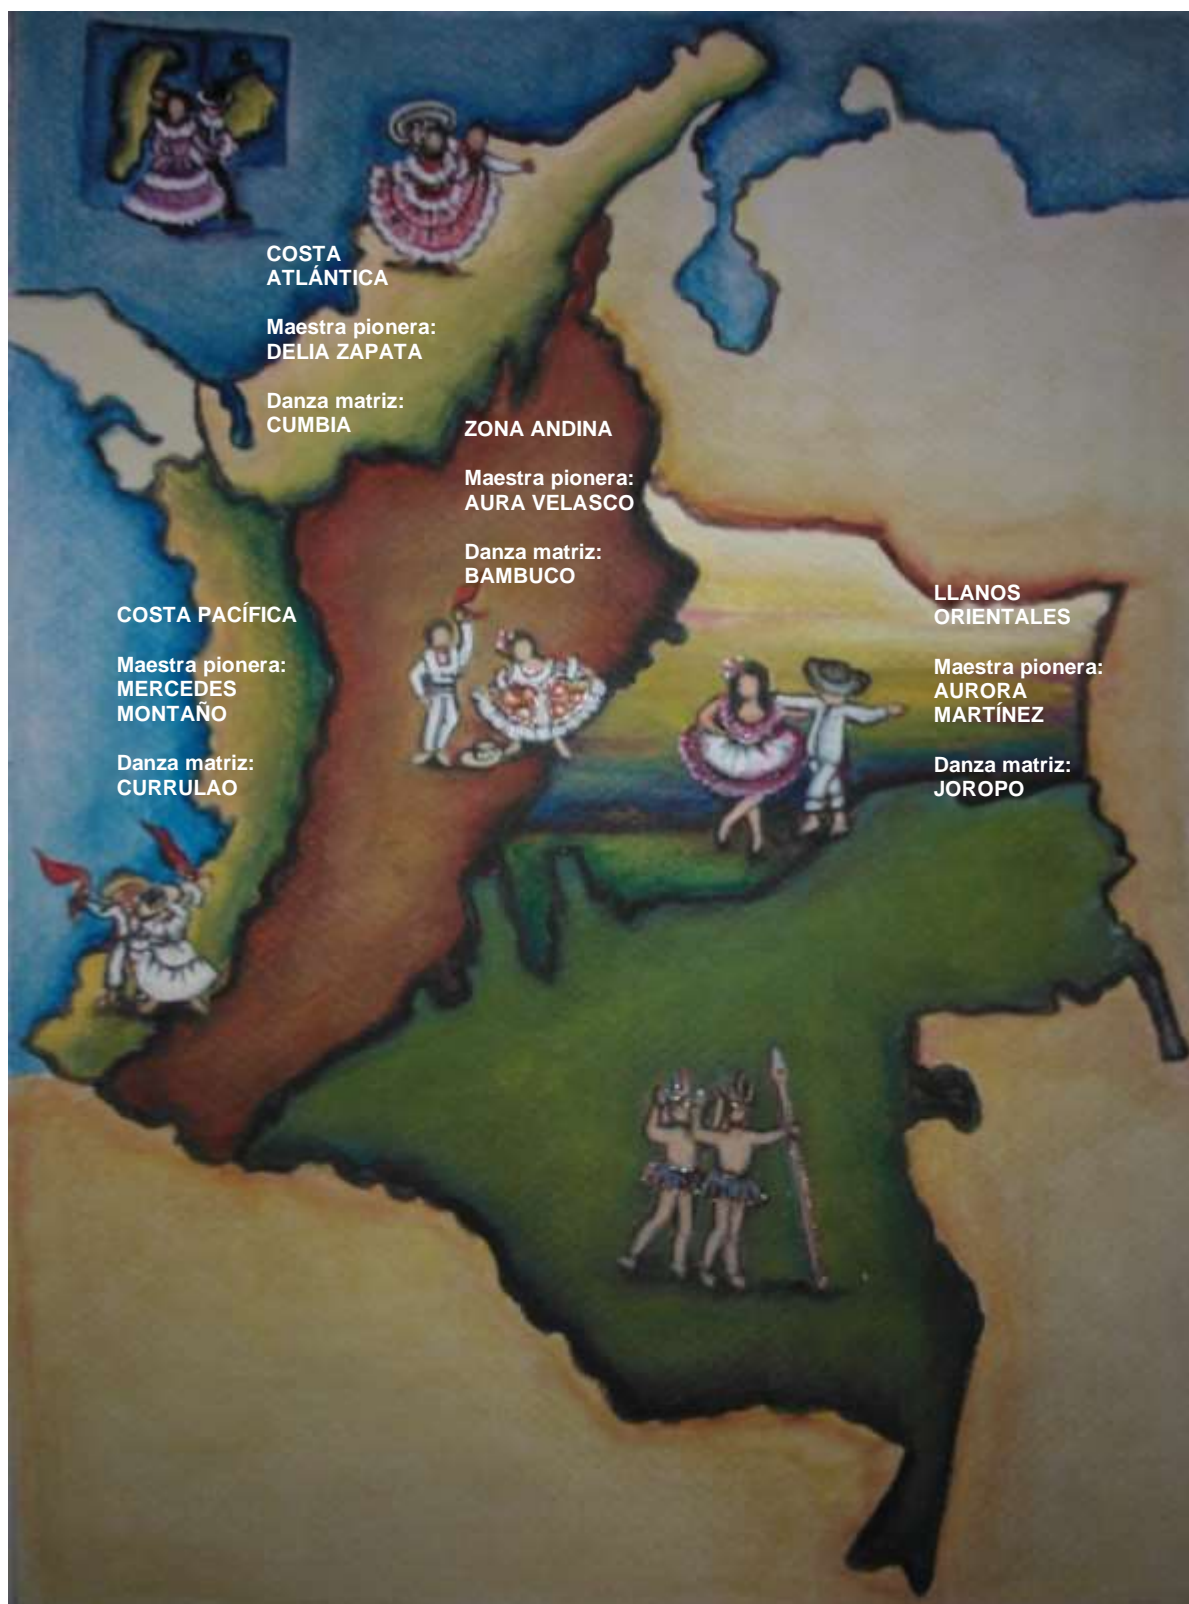 COSTA
ATLÁNTICA
Maestra pionera:
DELIA ZAPATA
Danza matriz:
CUMBIA
ZONA ANDINA
Maestra pionera:
AURA VELASCO
Danza matriz:
BAMBUCO
COSTA PACÍFICA
Maestra pionera:
MERCEDES
MONTAÑO
Danza matriz:
CURRULAO
LLANOS
ORIENTALES
Maestra pionera:
AURORA
MARTÍNEZ
Danza matriz:
JOROPO